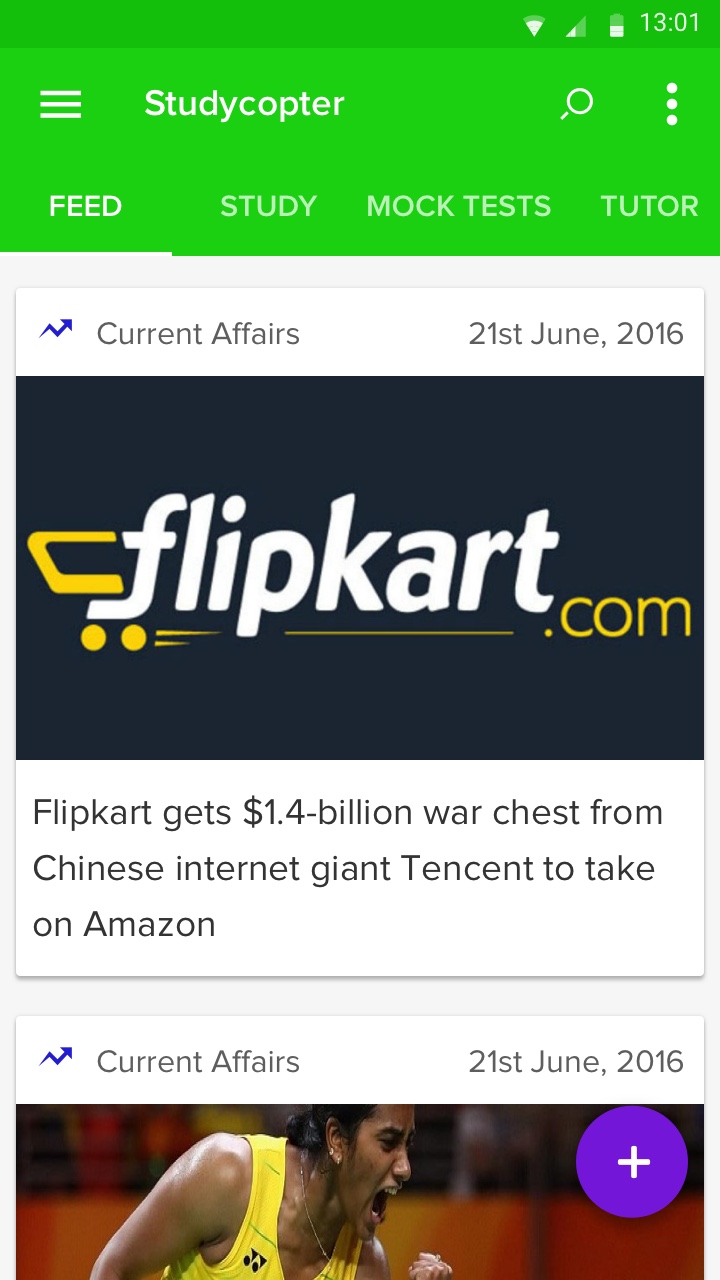 13:01
Studycopter
FEED STUDY MOCK TESTS TUTOR
Current Affairs 21st June, 2016
flipkart.com
Flipkart gets $1.4-billion war chest from
Chinese internet giant Tencent to take
on Amazon
Current Affairs 21st June, 2016